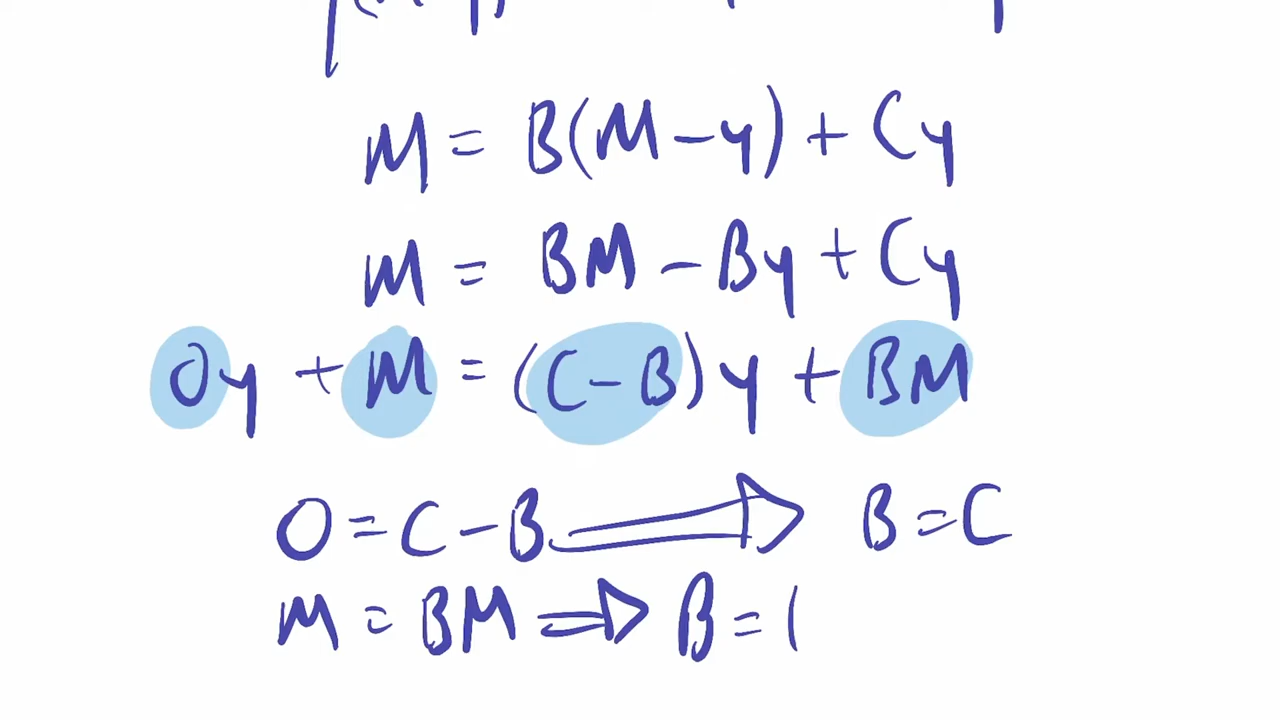 M = B(M - y) + Cy
M = BM - By + Cy
0y + M = (C - B)y + BM
0 = C - B ⇒ B = C
M = BM ⇒ B = 1